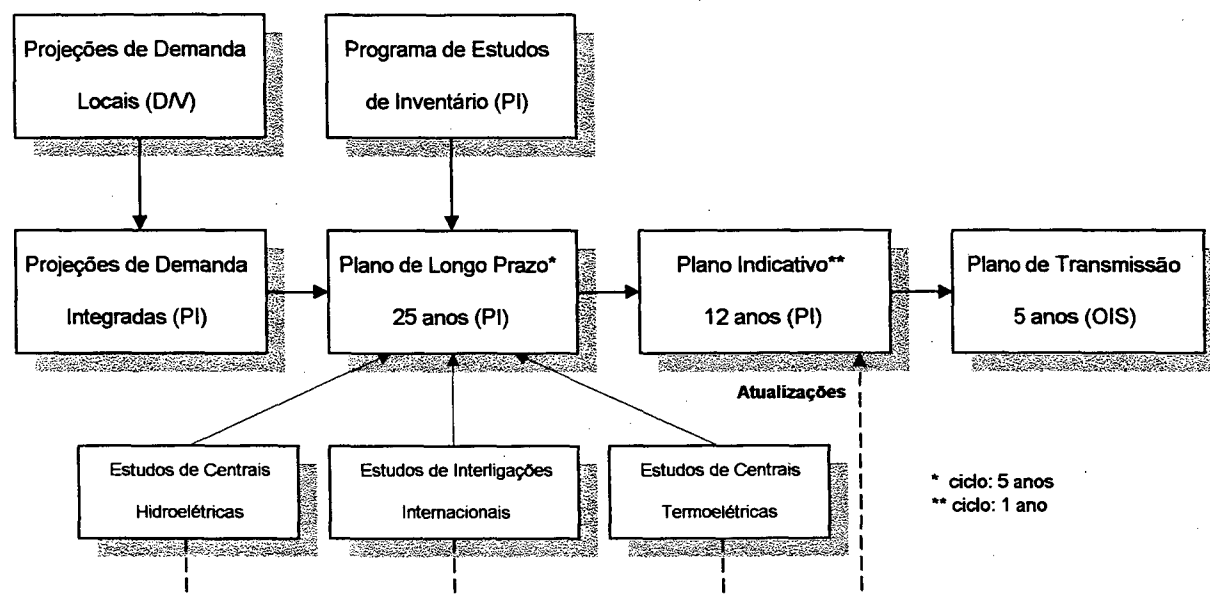 Projeções de Demanda
Locais (D/V)
Programa de Estudos
de Inventário (PI)
Projeções de Demanda
Integradas (PI)
Plano de Longo Prazo*
25 anos (PI)
Plano Indicativo**
12 anos (PI)
Plano de Transmissão
5 anos (OIS)
Atualizações
Estudos de Centrais
Hidroelétricas
Estudos de Interligações
Internacionais
Estudos de Centrais
Termoelétricas
* ciclo: 5 anos
** ciclo: 1 ano